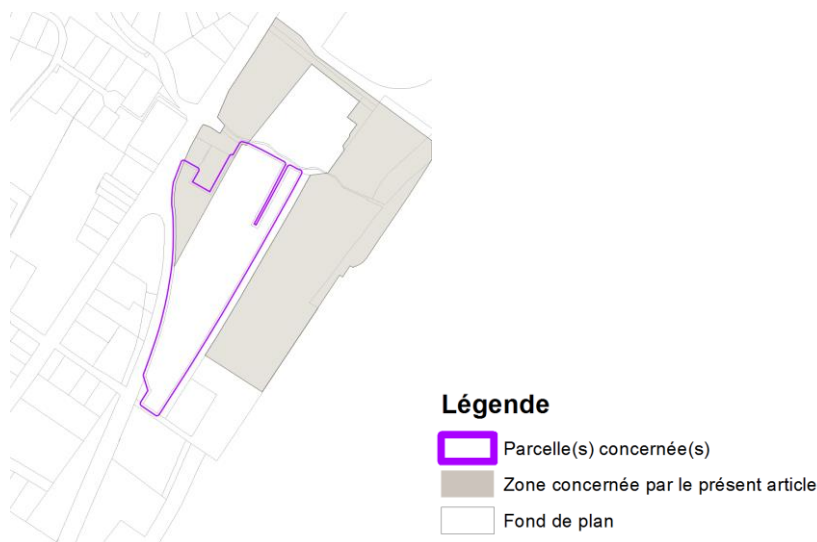 Légende
Parcelle(s) concernée(s)
Zone concernée par le présent article
Fond de plan